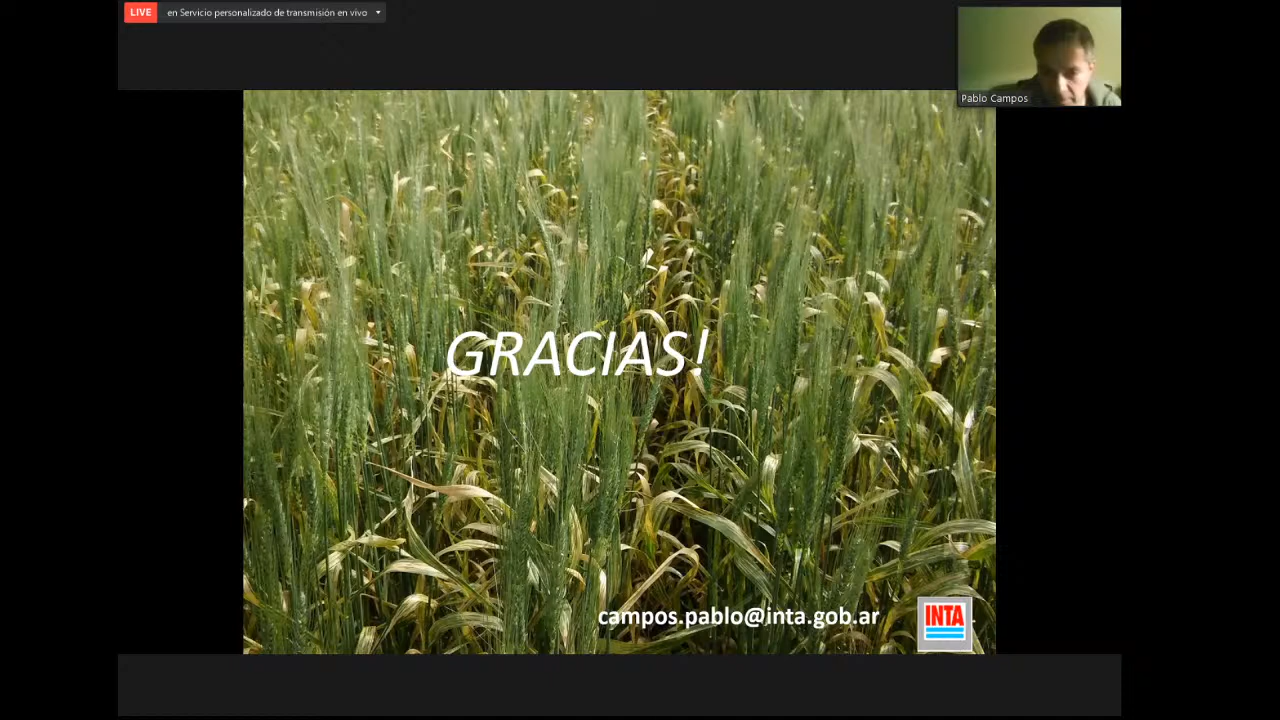 LIVE en Servicio personalizado de transmisión en vivo
Pablo Campos
GRACIAS!
campos.pablo@inta.gob.ar
INTA